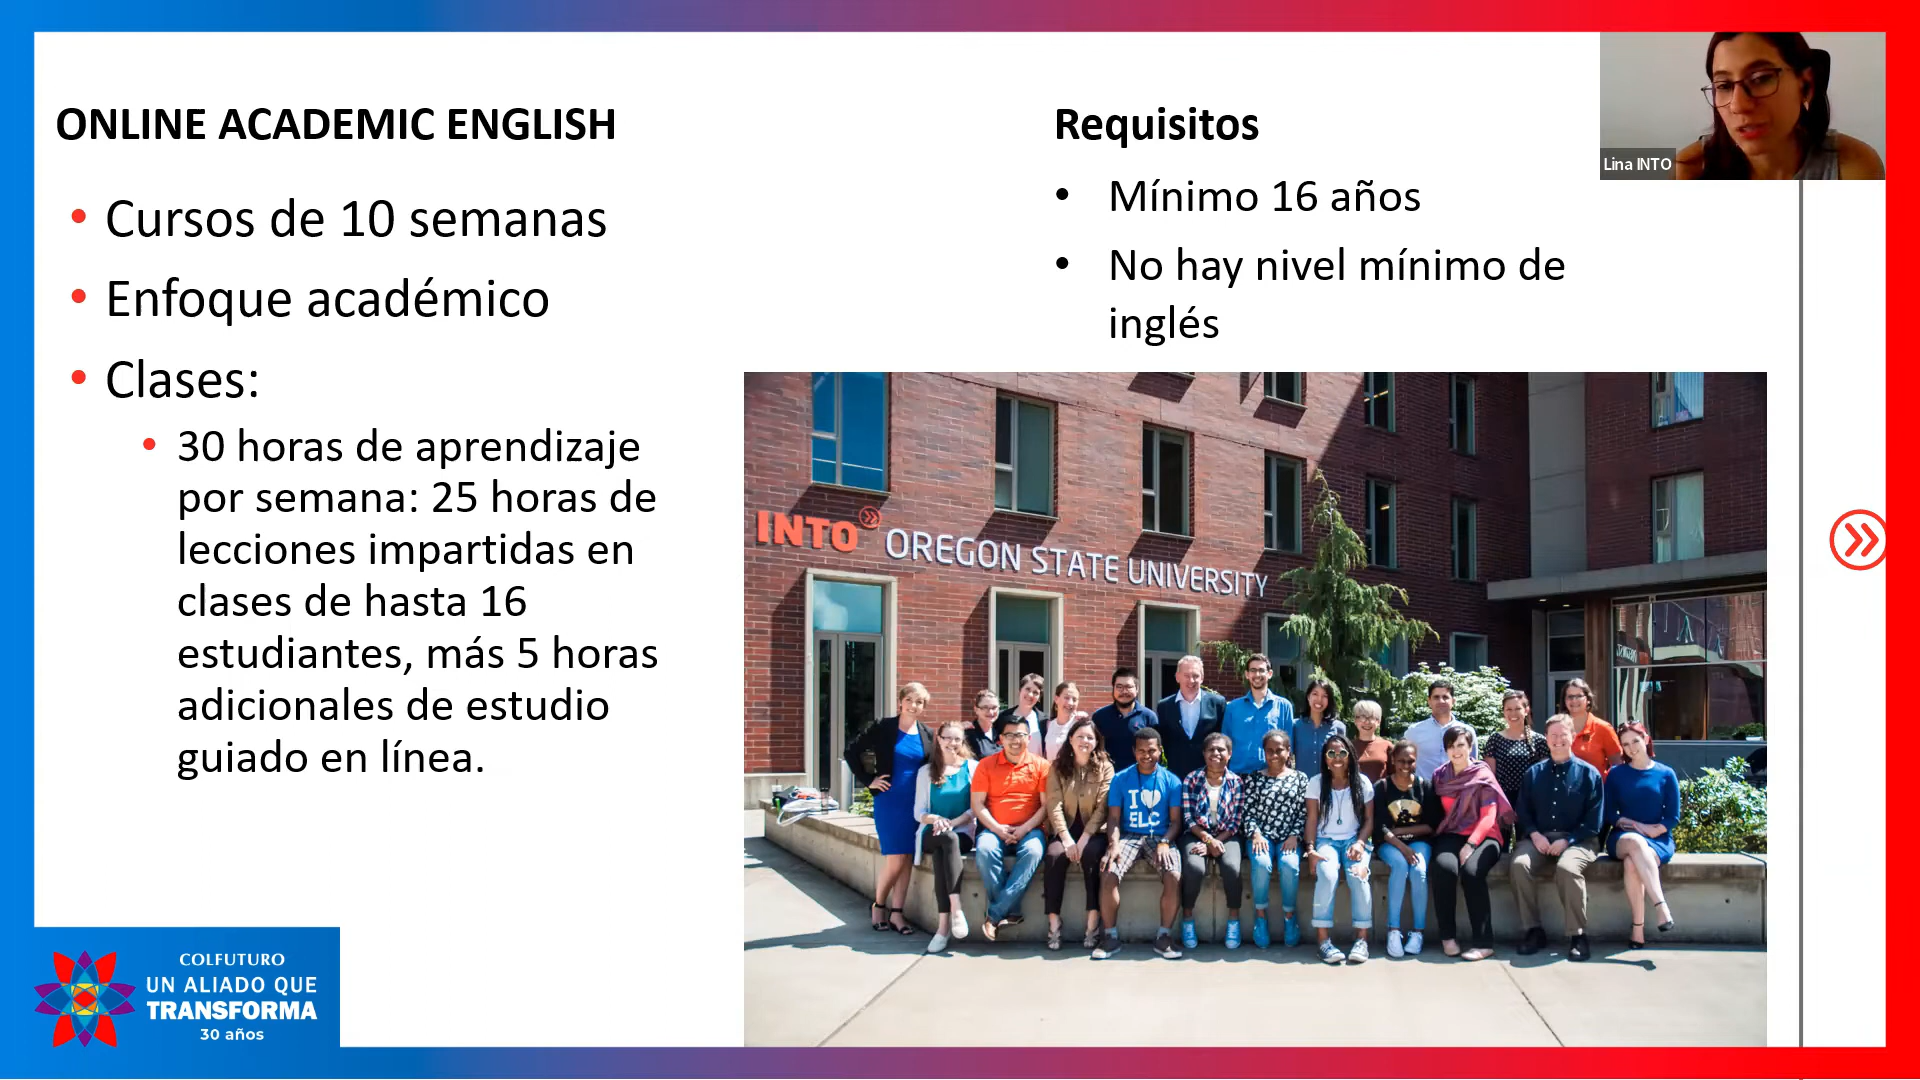 ONLINE ACADEMIC ENGLISH
• Cursos de 10 semanas
• Enfoque académico
• Clases:
• 30 horas de aprendizaje
por semana: 25 horas de
lecciones impartidas en
clases de hasta 16
estudiantes, más 5 horas
adicionales de estudio
guiado en línea.
Requisitos
• Mínimo 16 años
• No hay nivel mínimo de
inglés
Lina INTO
INTO OREGON STATE UNIVERSITY
I ELC
COLFUTURO
UN ALIADO QUE
TRANSFORMA
30 años